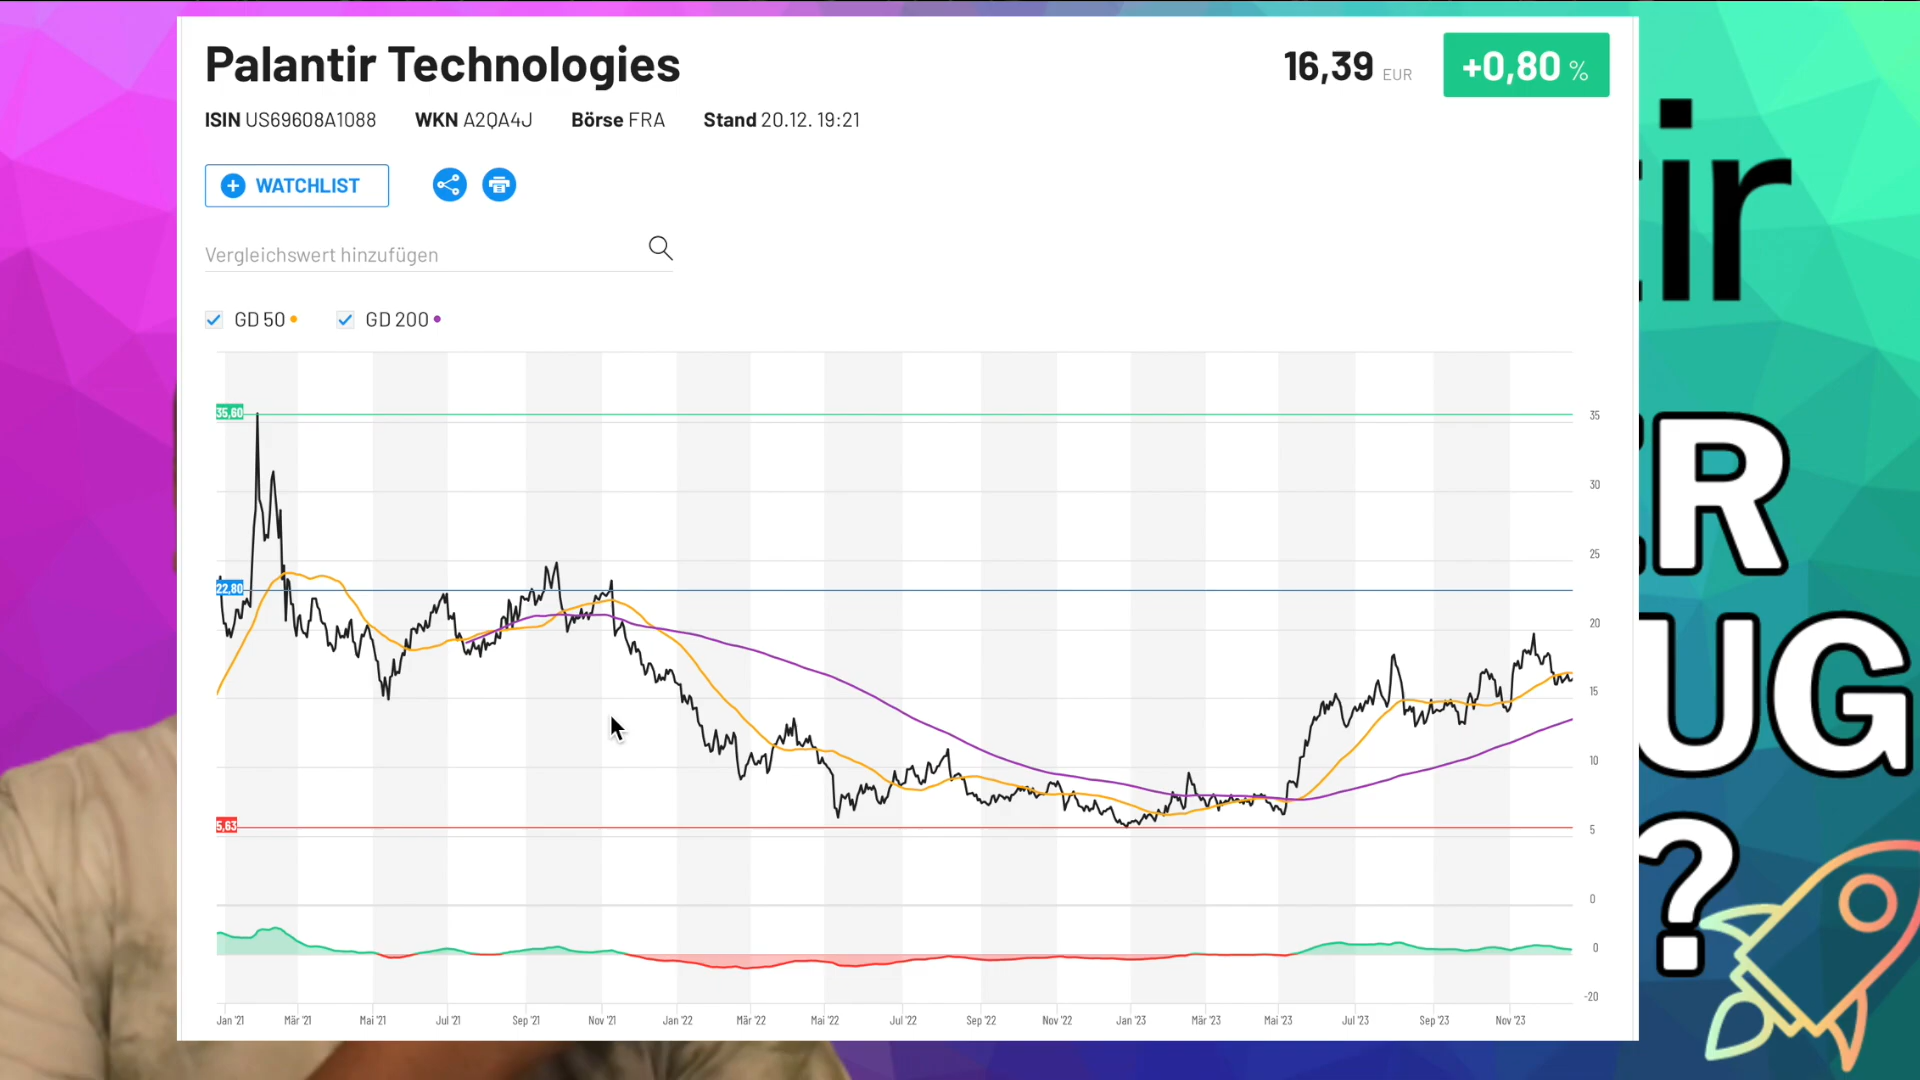 Palantir Technologies
16,39 EUR
+0,80 %
ISIN US69608A1088 WKN A2QA4J Börse FRA Stand 20.12. 19:21
WATCHLIST
Vergleichswert hinzufügen
GD 50 GD 200
35,60
22,80
5,63
35
30
25
20
15
10
5
0
0
-20
Jan '21 Mär '21 Mai '21 Jul '21 Sep '21 Nov '21 Jan '22 Mär '22 Mai '22 Jul '22 Sep '22 Nov '22 Jan '23 Mär '23 Mai '23 Jul '23 Sep '23 Nov '23
ir
R
UG
?